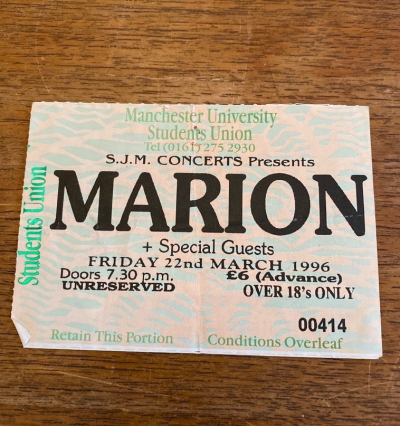 Manchester University
Students Union
Tel (0161) 275 2930
S.J.M. CONCERTS Presents
Students Union
MARION
+ Special Guests
FRIDAY 22nd MARCH 1996
Doors 7.30 p.m.
£6 (Advance)
UNRESERVED
OVER 18's ONLY
00414
Retain This Portion
Conditions Overleaf